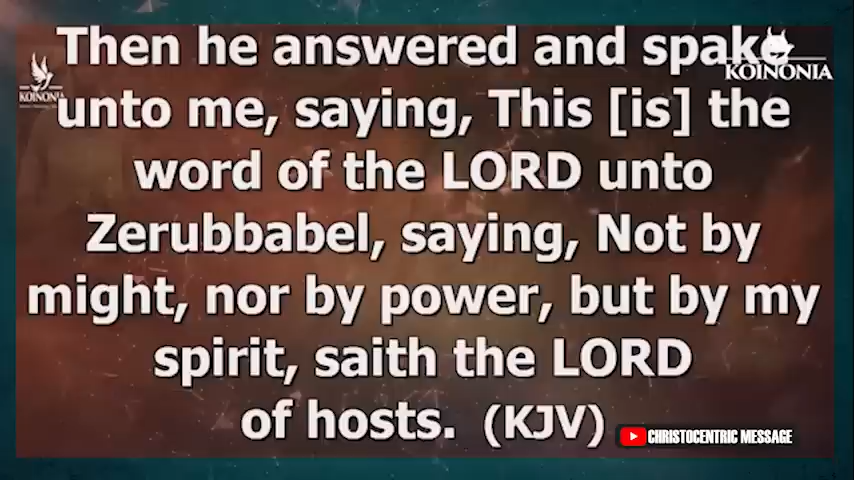 Then he answered and spake
KOINONIA
KOINONIA
unto me, saying, This [is] the
word of the LORD unto
Zerubbabel, saying, Not by
might, nor by power, but by my
spirit, saith the LORD
of hosts. (KJV)
CHRISTOCENTRIC MESSAGE